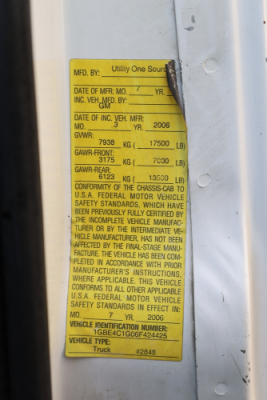 MFD. BY: Utility One Sour
DATE OF MFR: MO. 7 YR.
INC. VEH. MFG. BY:
GM
DATE OF INC. VEH. MFR:
MO. 3 YR. 2006
GVWR:
7938 KG ( 17500 LB)
GAWR-FRONT:
3175 KG ( 7000 LB)
GAWR-REAR:
6123 KG ( 13500 LB)
CONFORMITY OF THE CHASSIS-CAB TO
U.S.A. FEDERAL MOTOR VEHICLE
SAFETY STANDARDS, WHICH HAVE
BEEN PREVIOUSLY FULLY CERTIFIED BY
THE INCOMPLETE VEHICLE MANUFAC-
TURER OR BY THE INTERMEDIATE VE-
HICLE MANUFACTURER, HAS NOT BEEN
AFFECTED BY THE FINAL-STAGE MANU-
FACTURE. THE VEHICLE HAS BEEN COM-
PLETED IN ACCORDANCE WITH PRIOR
MANUFACTURER'S INSTRUCTIONS,
WHERE APPLICABLE. THIS VEHICLE
CONFORMS TO ALL OTHER APPLICABLE
U.S.A. FEDERAL MOTOR VEHICLE
SAFETY STANDARDS IN EFFECT IN:
MO. 7 YR. 2006
VEHICLE IDENTIFICATION NUMBER:
1GBE4C1G06F424425
VEHICLE TYPE:
Truck 42848